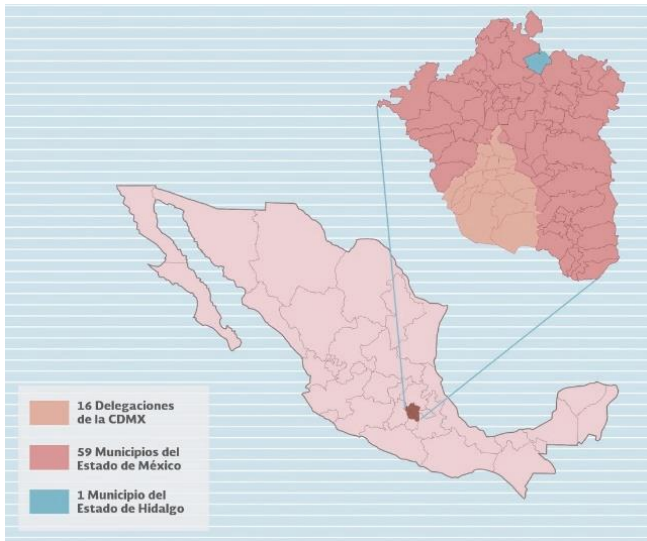 16 Delegaciones
de la CDMX
59 Municipios del
Estado de México
1 Municipio del
Estado de Hidalgo